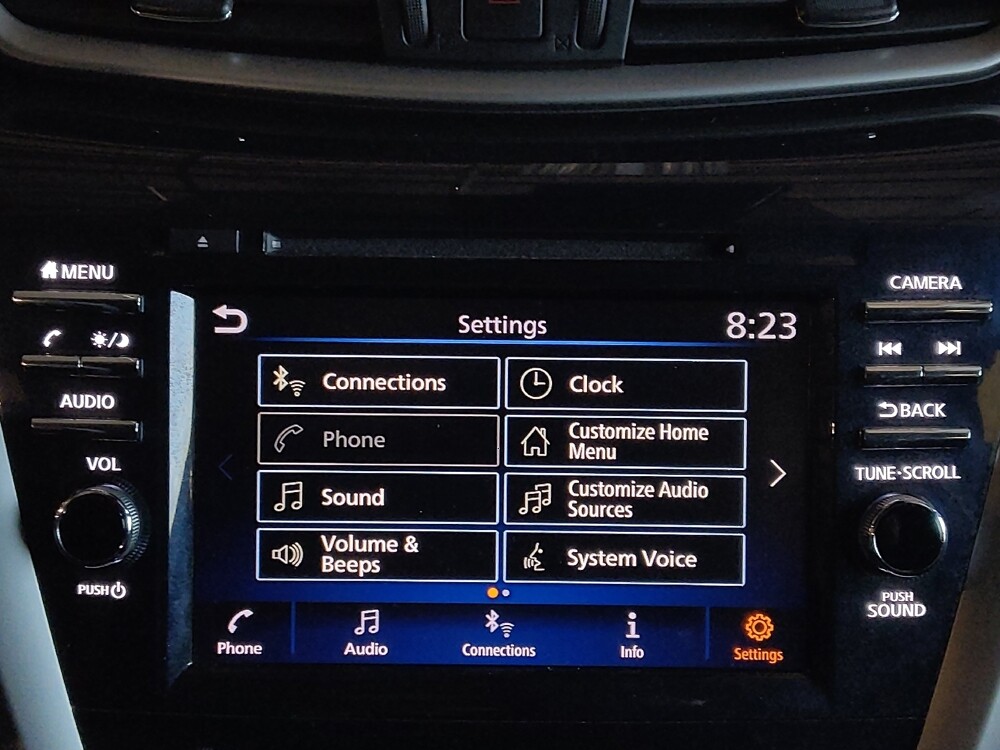 MENU
AUDIO
VOL
PUSH
Settings
8:23
Connections
Clock
Phone
Customize Home
Menu
Sound
Customize Audio
Sources
Volume &
Beeps
System Voice
Phone
Audio
Connections
Info
Settings
CAMERA
BACK
TUNE·SCROLL
PUSH
SOUND